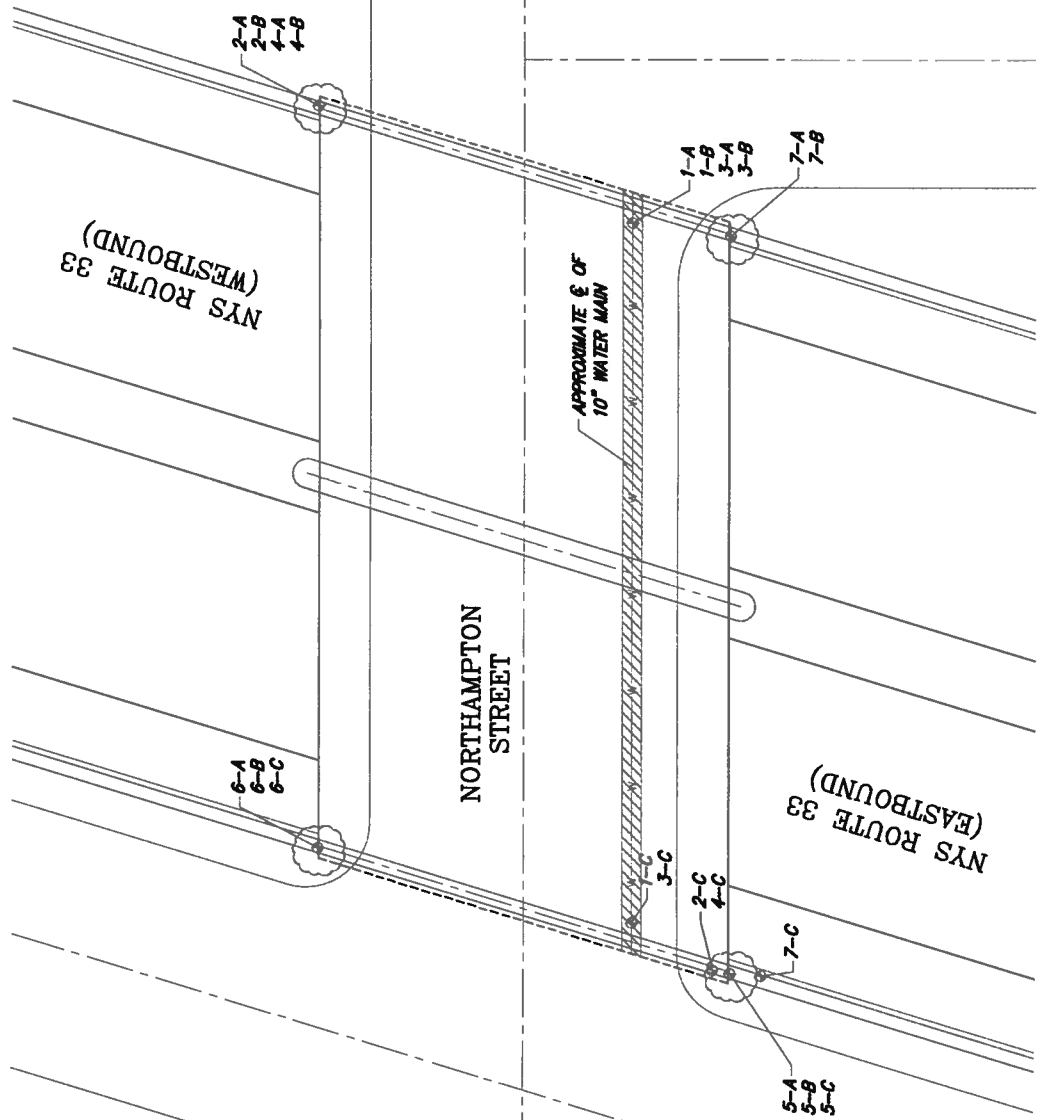 2-A
2-B
4-A
4-B
NYS ROUTE 33
(WESTBOUND)
1-A
1-B
3-A
3-B
7-A
7-B
APPROXIMATE ℄ OF
10" WATER MAIN
W W W W W W W
NORTHAMPTON
STREET
6-A
6-B
6-C
1-C
3-C
2-C
4-C
7-C
NYS ROUTE 33
(EASTBOUND)
5-A
5-B
5-C